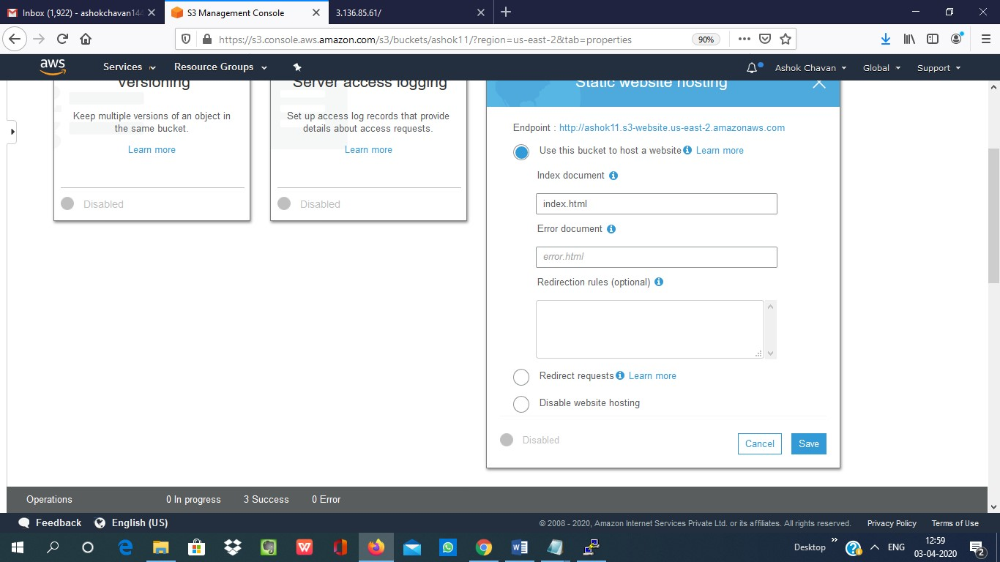 Inbox (1,922) - ashokchavan144
S3 Management Console
3.136.85.61/
https://s3.console.aws.amazon.com/s3/buckets/ashok11/?region=us-east-2&tab=properties
90%
aws
Services
Resource Groups
Ashok Chavan
Global
Support
Versioning
Keep multiple versions of an object in
the same bucket.
Learn more
Disabled
Server access logging
Set up access log records that provide
details about access requests.
Learn more
Disabled
Static website hosting
Endpoint : http://ashok11.s3-website.us-east-2.amazonaws.com
Use this bucket to host a website Learn more
Index document
index.html
Error document
error.html
Redirection rules (optional)
Redirect requests Learn more
Disable website hosting
Disabled
Cancel
Save
Operations
0 In progress
3 Success
0 Error
Feedback
English (US)
© 2008 - 2020, Amazon Internet Services Private Ltd. or its affiliates. All rights reserved.
Privacy Policy
Terms of Use
Desktop
ENG
12:59
03-04-2020
2